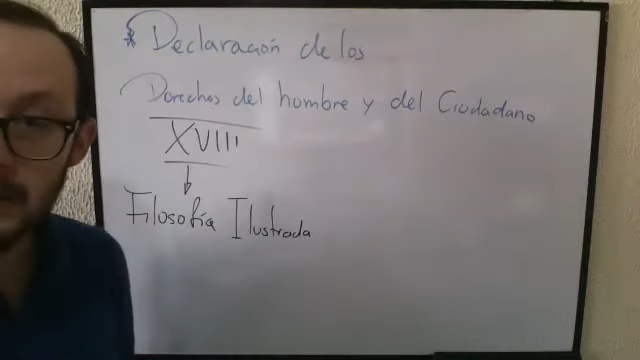 * Declaración de los
Derechos del hombre y del Ciudadano
XVIII
Filosofía Ilustrada